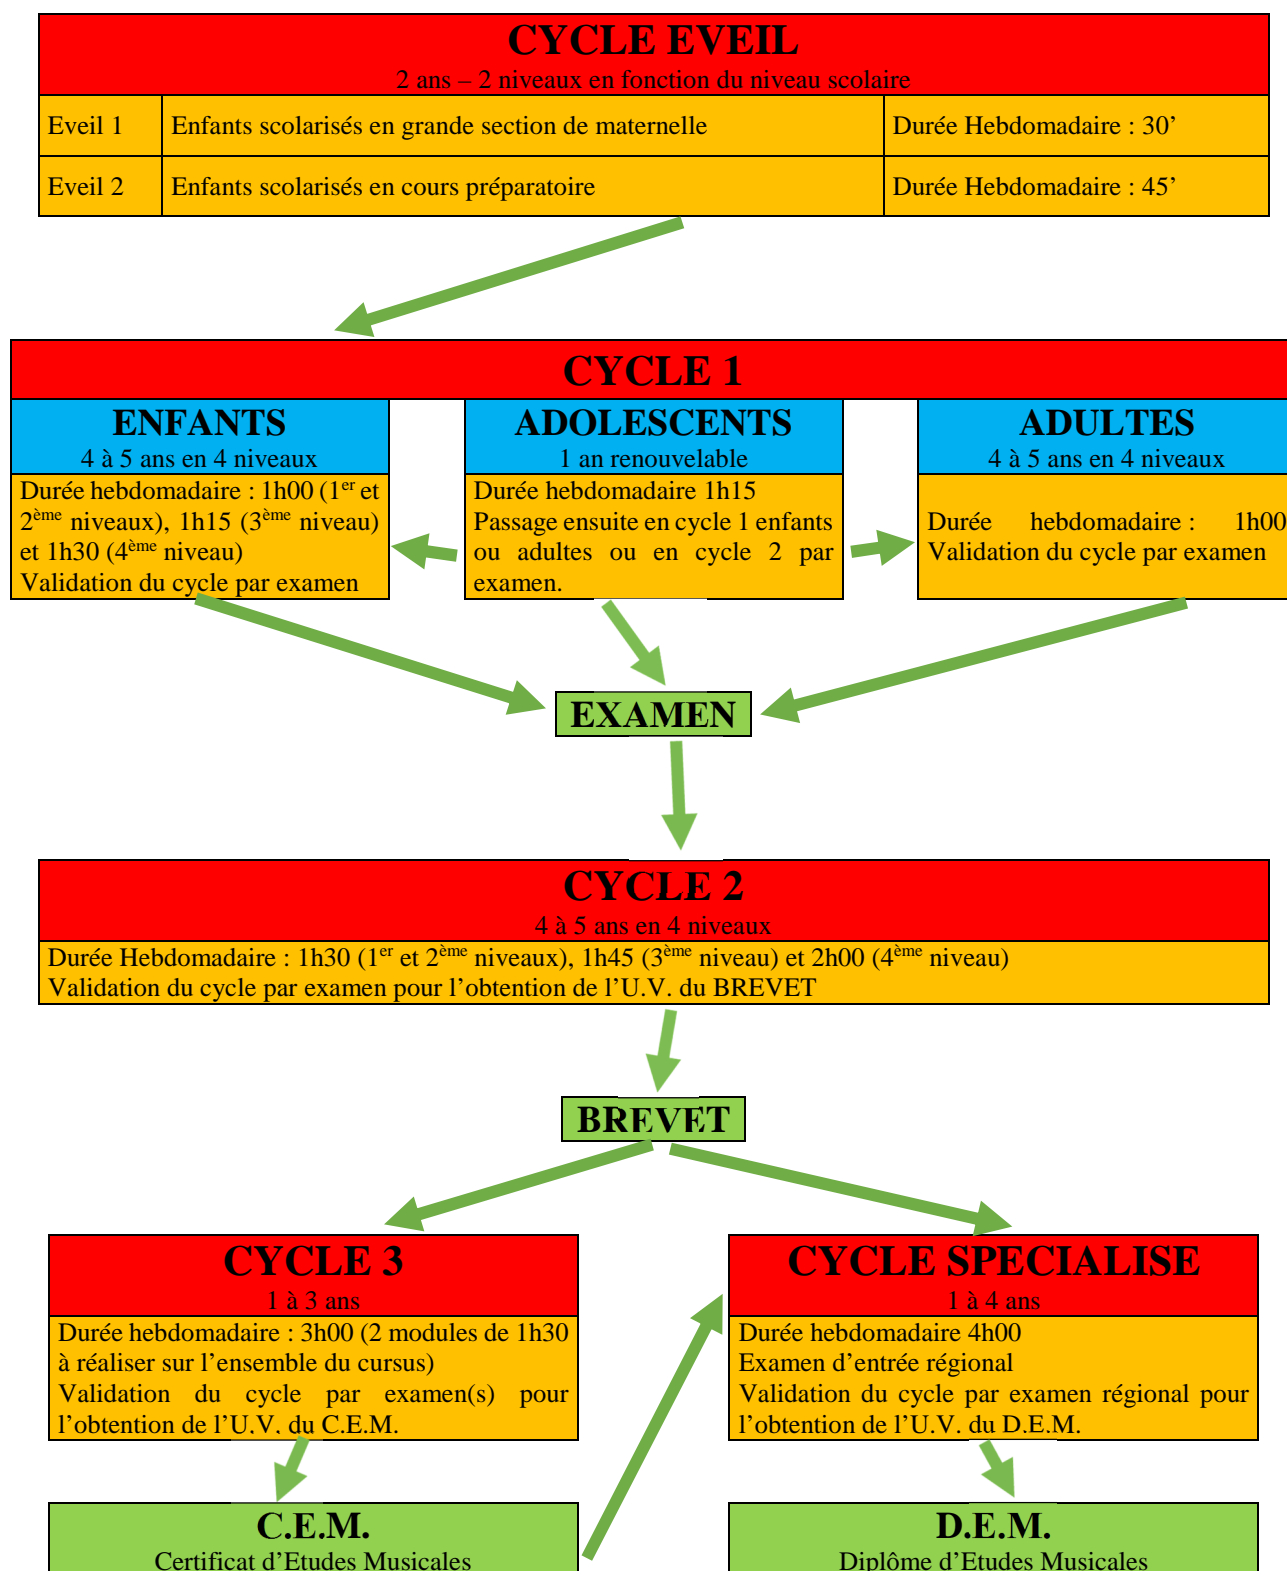 CYCLE EVEIL
2 ans – 2 niveaux en fonction du niveau scolaire
Eveil 1 Enfants scolarisés en grande section de maternelle Durée Hebdomadaire : 30’
Eveil 2 Enfants scolarisés en cours préparatoire Durée Hebdomadaire : 45’
CYCLE 1
ENFANTS
4 à 5 ans en 4 niveaux
Durée hebdomadaire : 1h00 (1er et
2ème niveaux), 1h15 (3ème niveau)
et 1h30 (4ème niveau)
Validation du cycle par examen
ADOLESCENTS
1 an renouvelable
Durée hebdomadaire 1h15
Passage ensuite en cycle 1 enfants
ou adultes ou en cycle 2 par
examen.
ADULTES
4 à 5 ans en 4 niveaux
Durée hebdomadaire : 1h00
Validation du cycle par examen
EXAMEN
CYCLE 2
4 à 5 ans en 4 niveaux
Durée Hebdomadaire : 1h30 (1er et 2ème niveaux), 1h45 (3ème niveau) et 2h00 (4ème niveau)
Validation du cycle par examen pour l’obtention de l’U.V. du BREVET
BREVET
CYCLE 3
1 à 3 ans
Durée hebdomadaire : 3h00 (2 modules de 1h30
à réaliser sur l’ensemble du cursus)
Validation du cycle par examen(s) pour
l’obtention de l’U.V. du C.E.M.
CYCLE SPECIALISE
1 à 4 ans
Durée hebdomadaire 4h00
Examen d’entrée régional
Validation du cycle par examen régional pour
l’obtention de l’U.V. du D.E.M.
C.E.M.
Certificat d’Etudes Musicales
D.E.M.
Diplôme d’Etudes Musicales